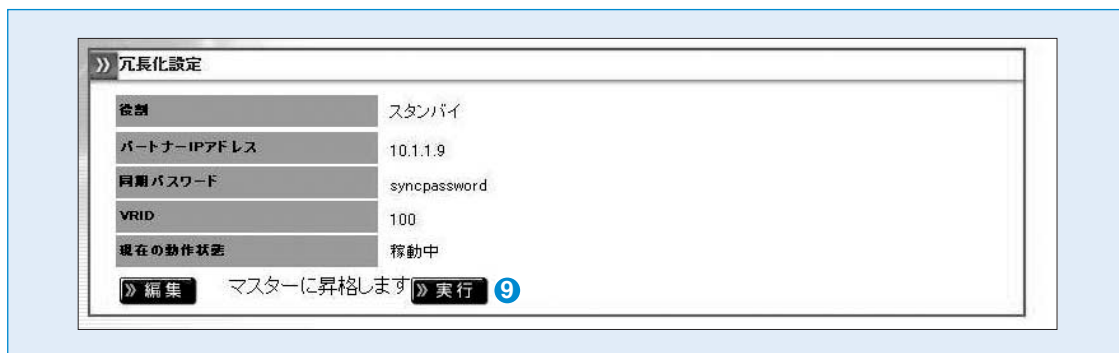 » 冗長化設定
役割 スタンバイ
パートナーIPアドレス 10.1.1.9
同期パスワード syncpassword
VRID 100
現在の動作状態 稼動中
» 編集 マスターに昇格します » 実行 9